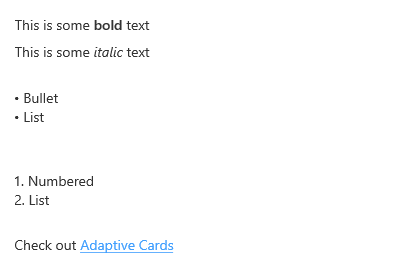 This is some bold text
This is some italic text
• Bullet
• List
1. Numbered
2. List
Check out Adaptive Cards